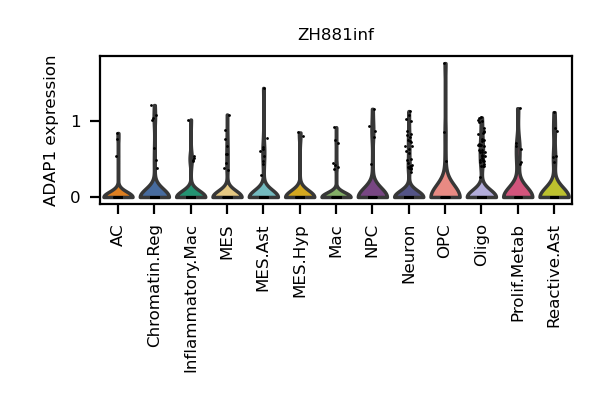 ZH881inf
ADAP1 expression
1
0
AC
Chromatin.Reg
Inflammatory.Mac
MES
MES.Ast
MES.Hyp
Mac
NPC
Neuron
OPC
Oligo
Prolif.Metab
Reactive.Ast